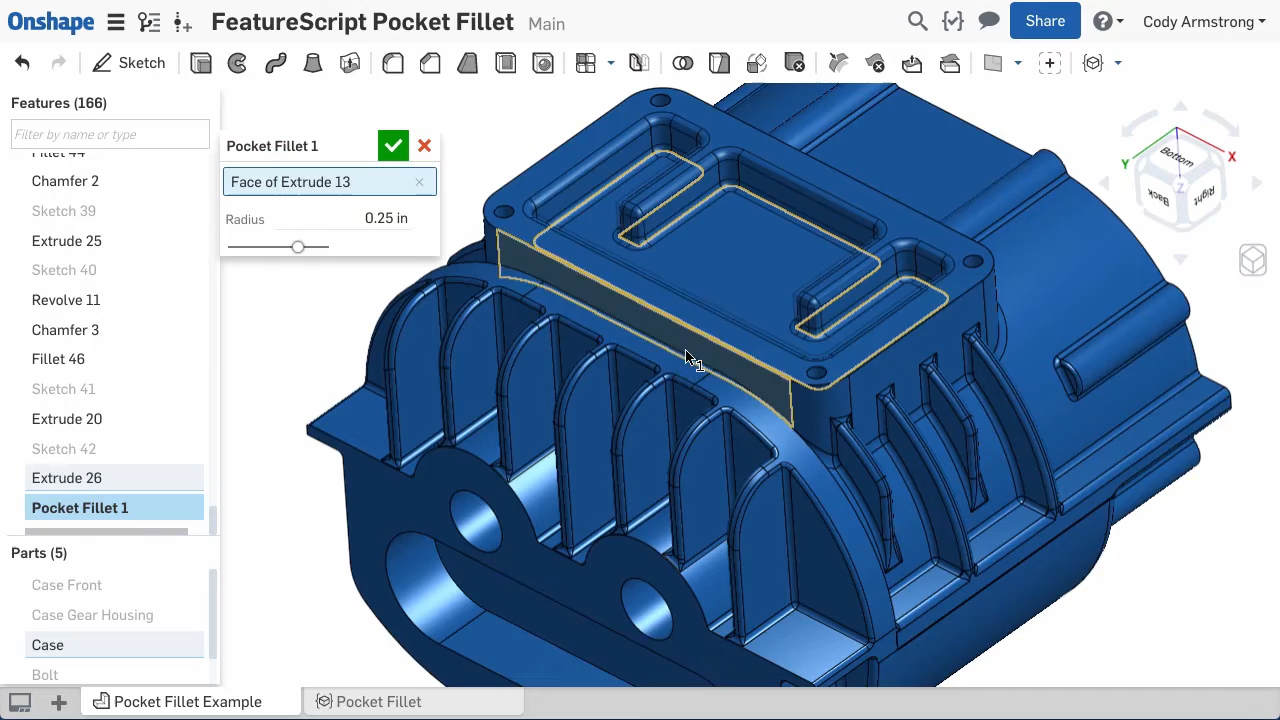 Onshape
FeatureScript Pocket Fillet Main
Share
Cody Armstrong
Sketch
Features (166)
Filter by name or type
Fillet 44
Chamfer 2
Sketch 39
Extrude 25
Sketch 40
Revolve 11
Chamfer 3
Fillet 46
Sketch 41
Extrude 20
Sketch 42
Extrude 26
Pocket Fillet 1
Parts (5)
Case Front
Case Gear Housing
Case
Bolt
Pocket Fillet 1
Face of Extrude 13
Radius 0.25 in
1
Bottom
Back
Right
X
Y
Z
Pocket Fillet Example
Pocket Fillet